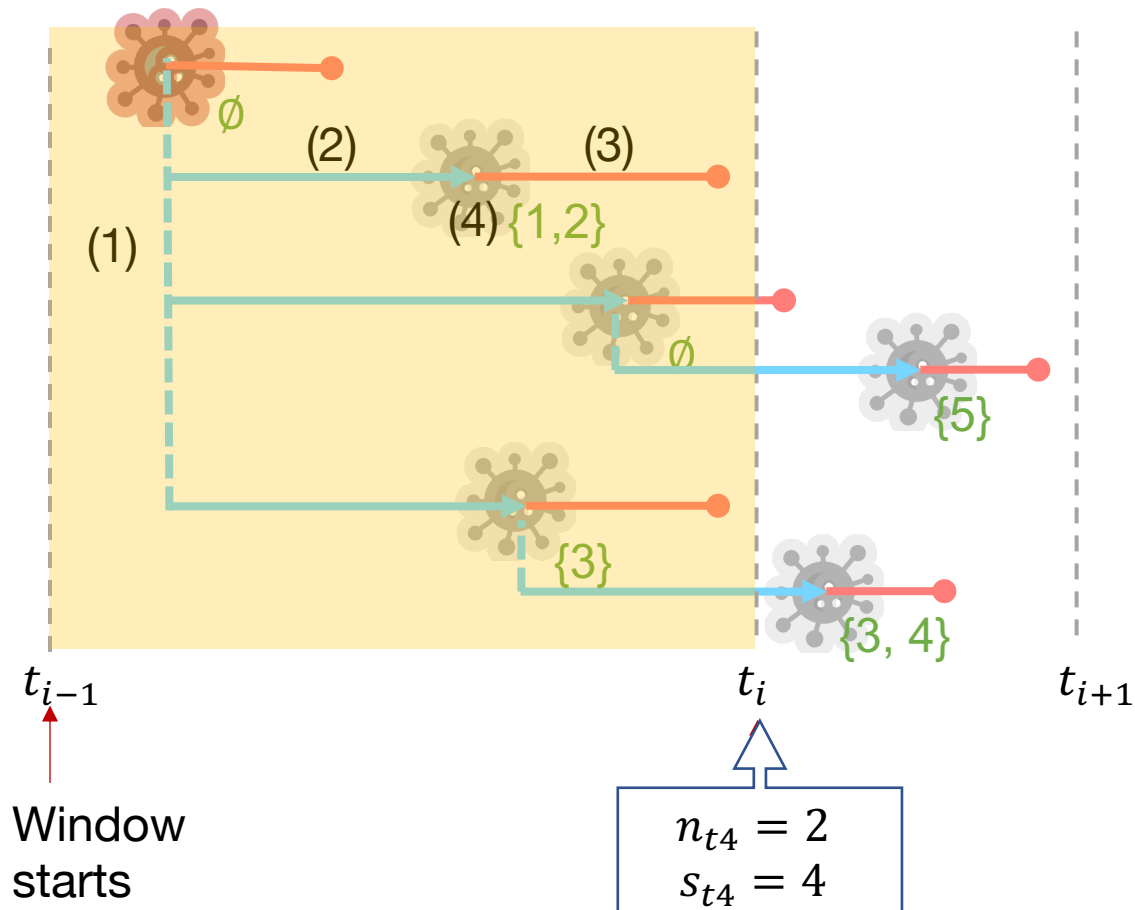 ∅
(2)
(3)
(4) {1,2}
(1)
∅
{5}
{3}
{3, 4}
t_{i−1}
t_i
t_{i+1}
Window
starts
n_{t4} = 2
s_{t4} = 4